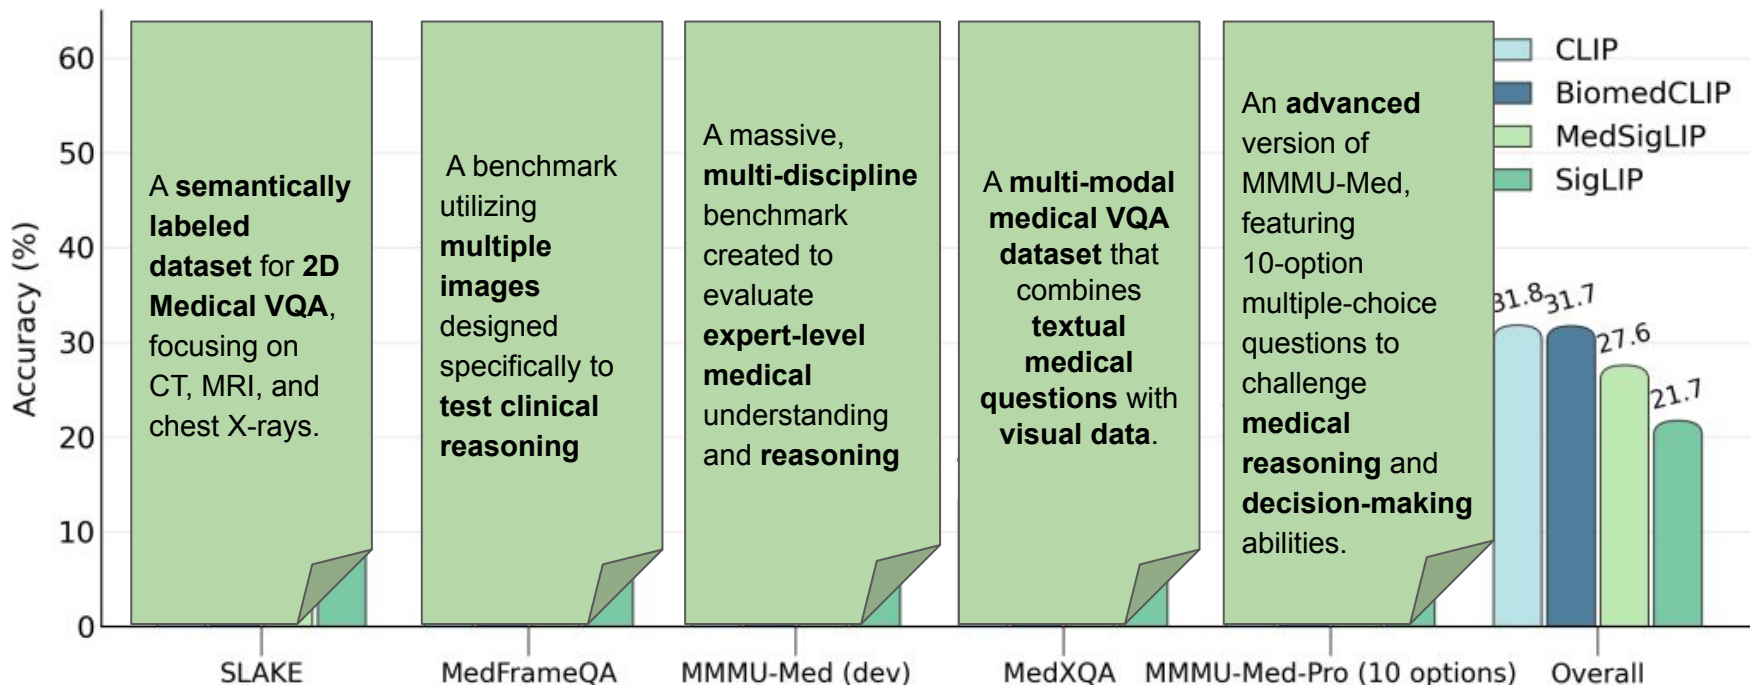 60
50
40
30
20
10
0
Accuracy (%)
A semantically
labeled
dataset for 2D
Medical VQA,
focusing on
CT, MRI, and
chest X-rays.
A benchmark
utilizing
multiple
images
designed
specifically to
test clinical
reasoning
A massive,
multi-discipline
benchmark
created to
evaluate
expert-level
medical
understanding
and reasoning
A multi-modal
medical VQA
dataset that
combines
textual
medical
questions with
visual data.
An advanced
version of
MMMU-Med,
featuring
10-option
multiple-choice
questions to
challenge
medical
reasoning and
decision-making
abilities.
CLIP
BiomedCLIP
MedSigLIP
SigLIP
31.8
31.7
27.6
21.7
SLAKE
MedFrameQA
MMMU-Med (dev)
MedXQA
MMMU-Med-Pro (10 options)
Overall